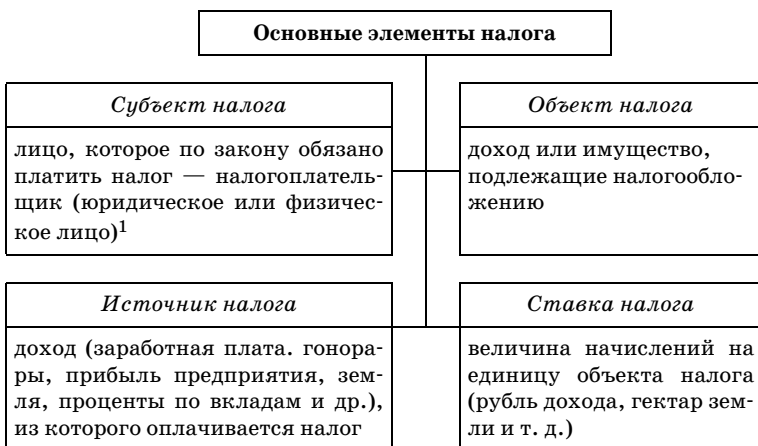 Основные элементы налога
Субъект налога
лицо, которое по закону обязано
платить налог — налогоплатель-
щик (юридическое или физичес-
кое лицо)1
Объект налога
доход или имущество,
подлежащие налогообло-
жению
Источник налога
доход (заработная плата. гонора-
ры, прибыль предприятия, зем-
ля, проценты по вкладам и др.),
из которого оплачивается налог
Ставка налога
величина начислений на
единицу объекта налога
(рубль дохода, гектар зем-
ли и т. д.)